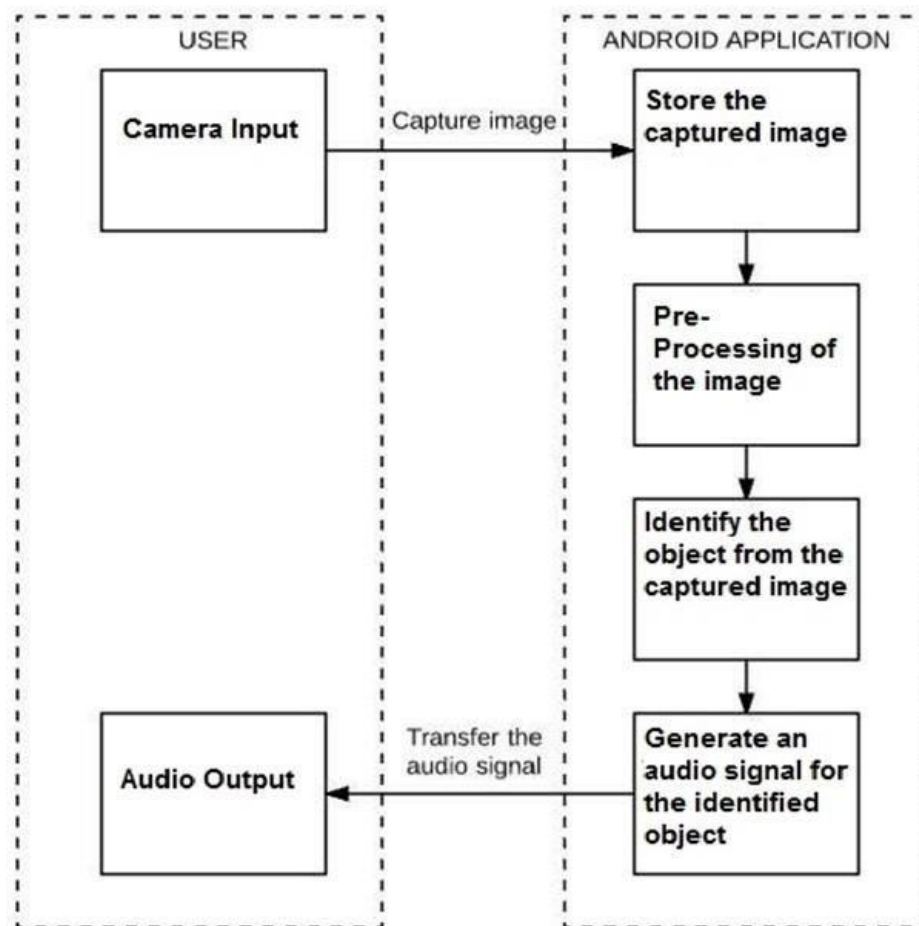 USER
ANDROID APPLICATION
Camera Input
Capture image
Store the
captured image
Pre-
Processing of
the image
Identify the
object from the
captured image
Generate an
audio signal for
the identified
object
Transfer the
audio signal
Audio Output